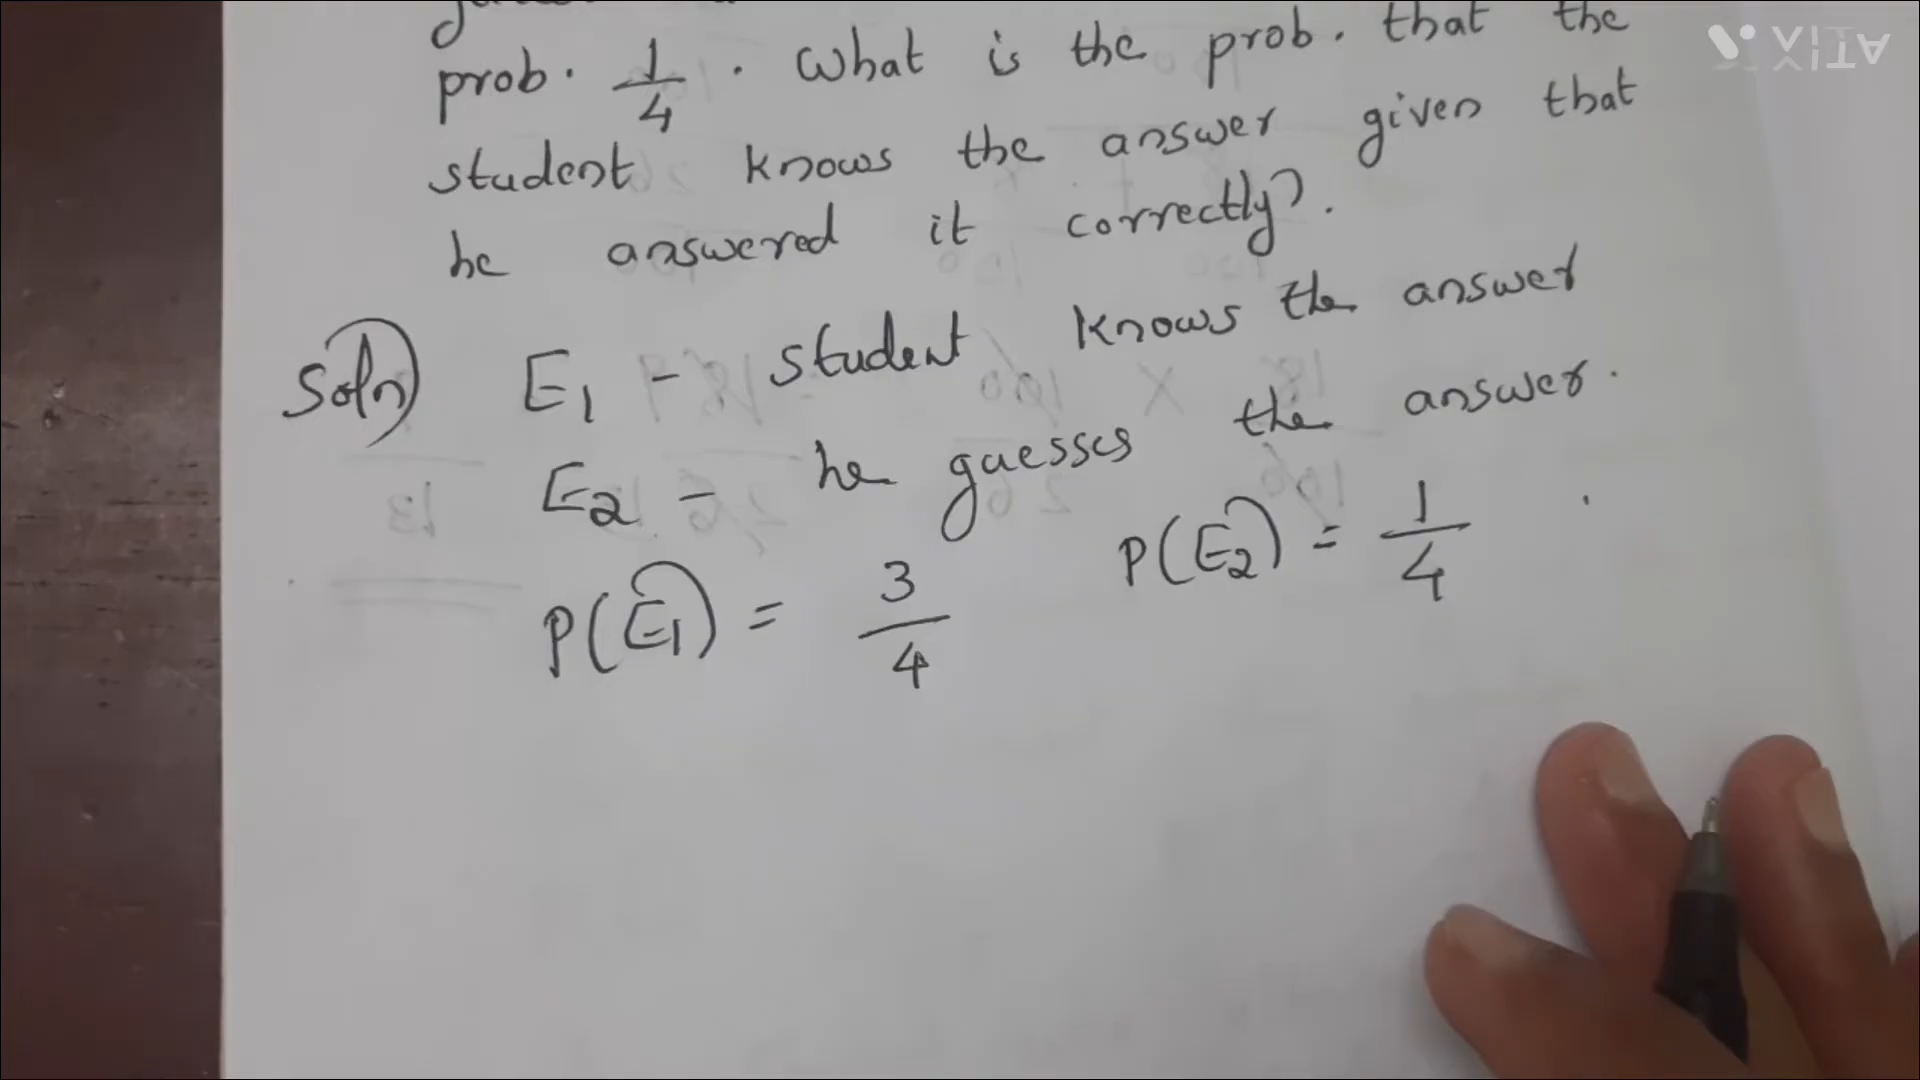 prob. 1/4. What is the prob. that the
student knows the answer given that
he answered it correctly?.
Soln) E1 - student knows the answer
E2 - he guesses the answer.
P(E1) = 3/4 P(E2) = 1/4
VITA